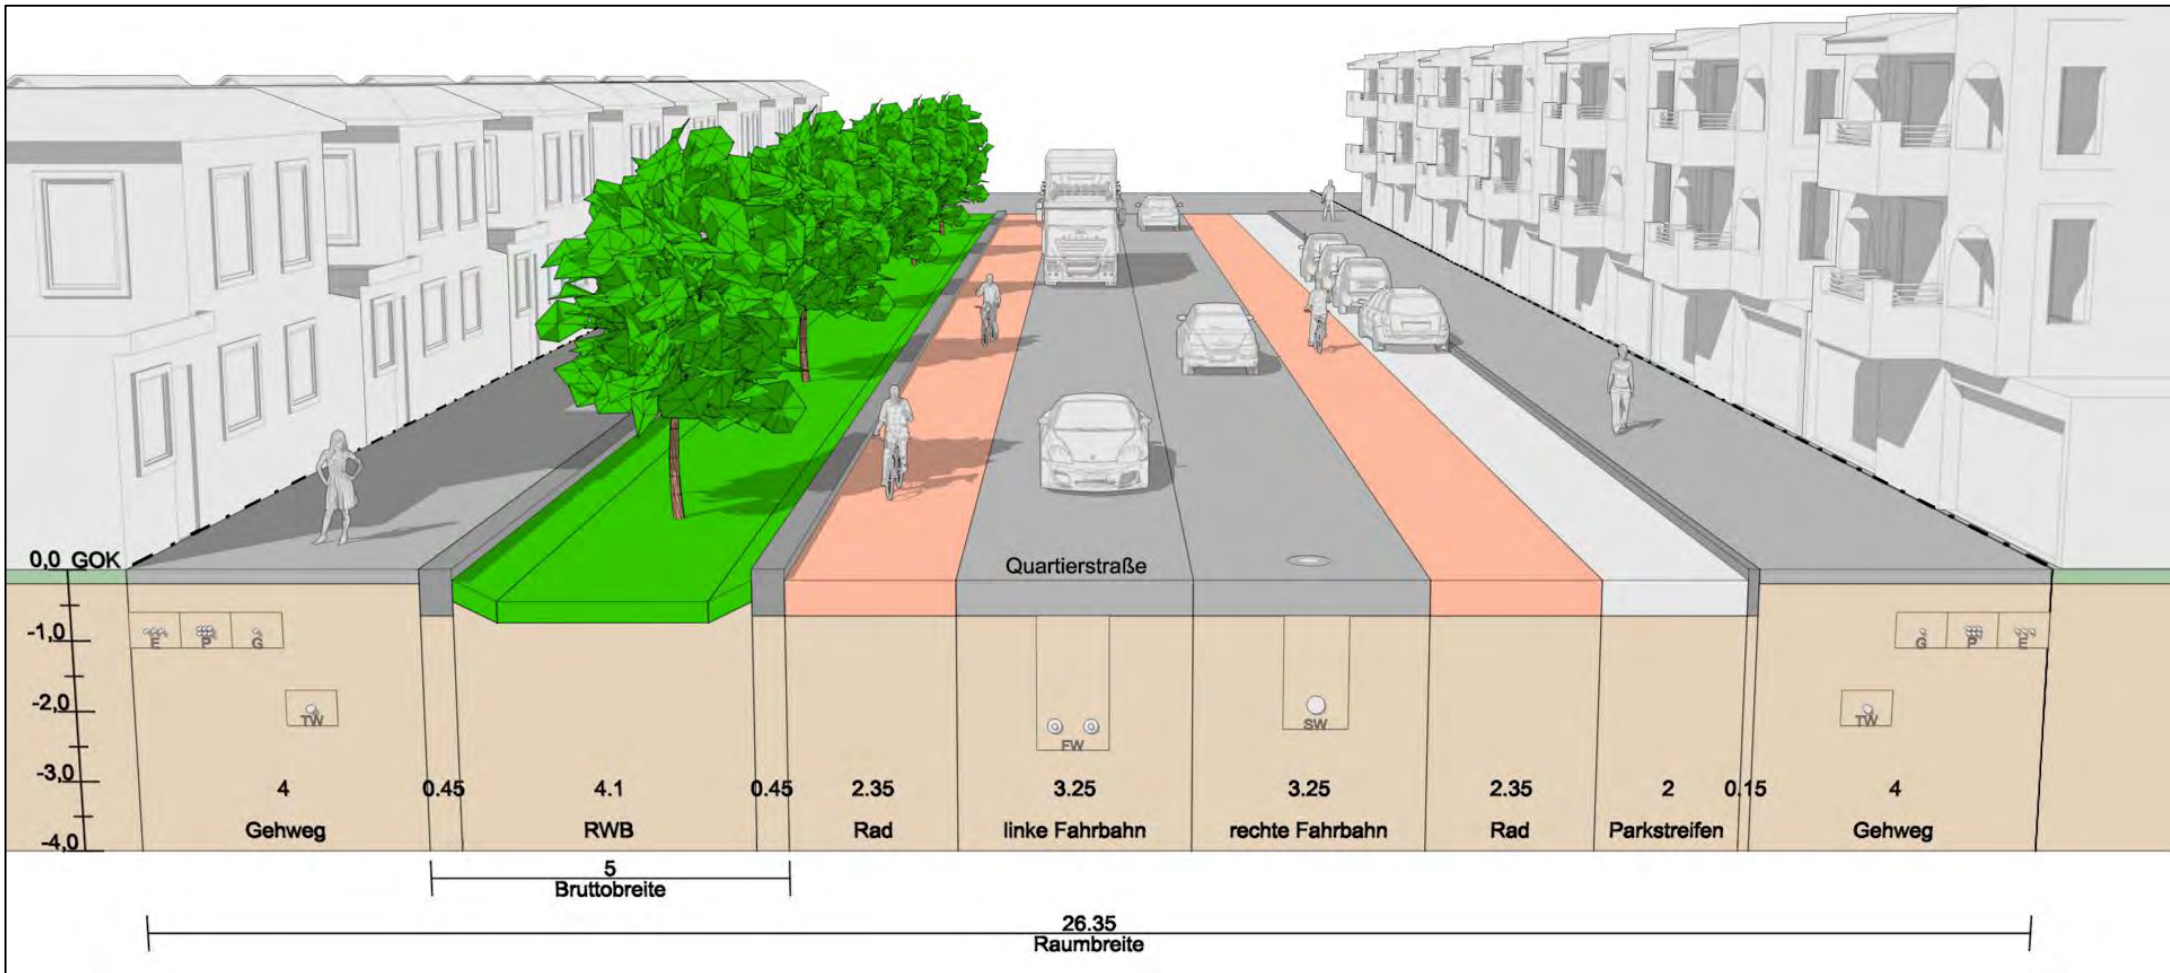 0,0 GOK
Quartierstraße
-1,0
E P G
G P E
-2,0
TW
FW
SW
TW
-3,0
4 0.45 4.1 0.45 2.35 3.25 3.25 2.35 2 0.15 4
Gehweg RWB Rad linke Fahrbahn rechte Fahrbahn Rad Parkstreifen Gehweg
-4,0
5
Bruttobreite
26.35
Raumbreite